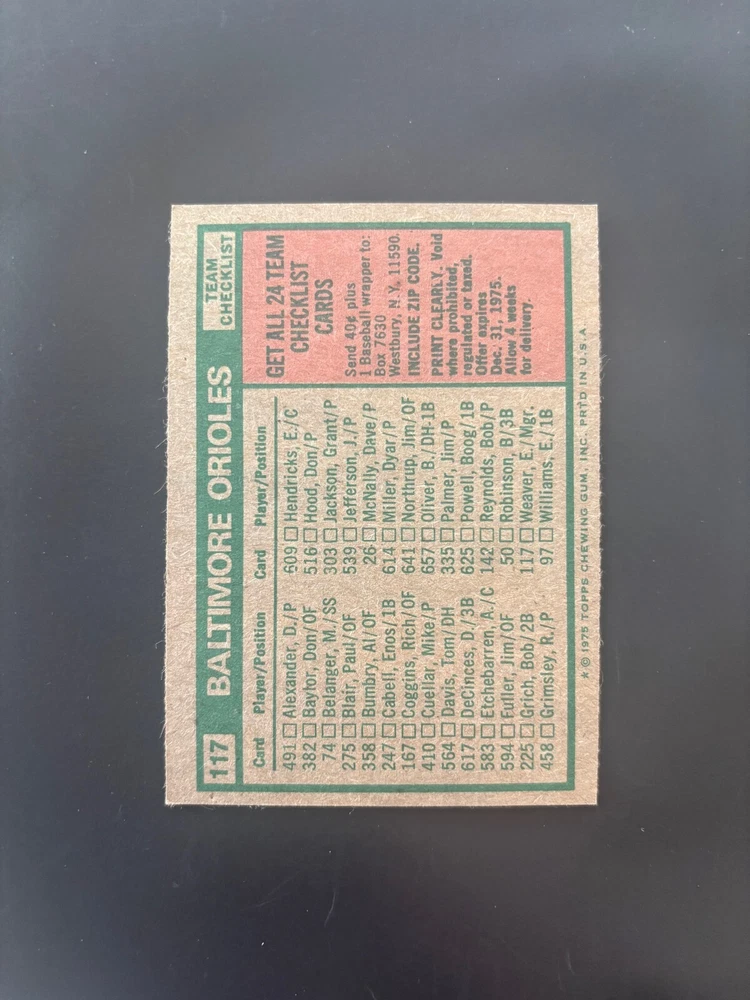 117 BALTIMORE ORIOLES TEAM CHECKLIST
Card Player/Position
491 Alexander, D./P
382 Baylor, Don/OF
74 Belanger, M./SS
275 Blair, Paul/OF
358 Bumbry, Al/OF
247 Cabell, Enos/1B
167 Coggins, Rich/OF
410 Cuellar, Mike/P
564 Davis, Tom/DH
617 DeCinces, D./3B
583 Etchebarren, A./C
594 Fuller, Jim/OF
225 Grich, Bob/2B
458 Grimsley, R./P
Card Player/Position
609 Hendricks, E./C
516 Hood, Don/P
303 Jackson, Grant/P
539 Jefferson, J./P
26 McNally, Dave/P
614 Miller, Dyar/P
641 Northrup, Jim/OF
657 Oliver, B./DH-1B
335 Palmer, Jim/P
625 Powell, Boog/1B
142 Reynolds, Bob/P
50 Robinson, B/3B
117 Weaver, E./Mgr.
97 Williams, E./1B
GET ALL 24 TEAM
CHECKLIST
CARDS
Send 40¢ plus
1 Baseball wrapper to:
Box 7630
Westbury, N.Y. 11590.
INCLUDE ZIP CODE.
PRINT CLEARLY. Void
where prohibited,
regulated or taxed.
Offer expires
Dec. 31, 1975.
Allow 4 weeks
for delivery.
★ © 1975 TOPPS CHEWING GUM, INC. PRTD IN U.S.A.